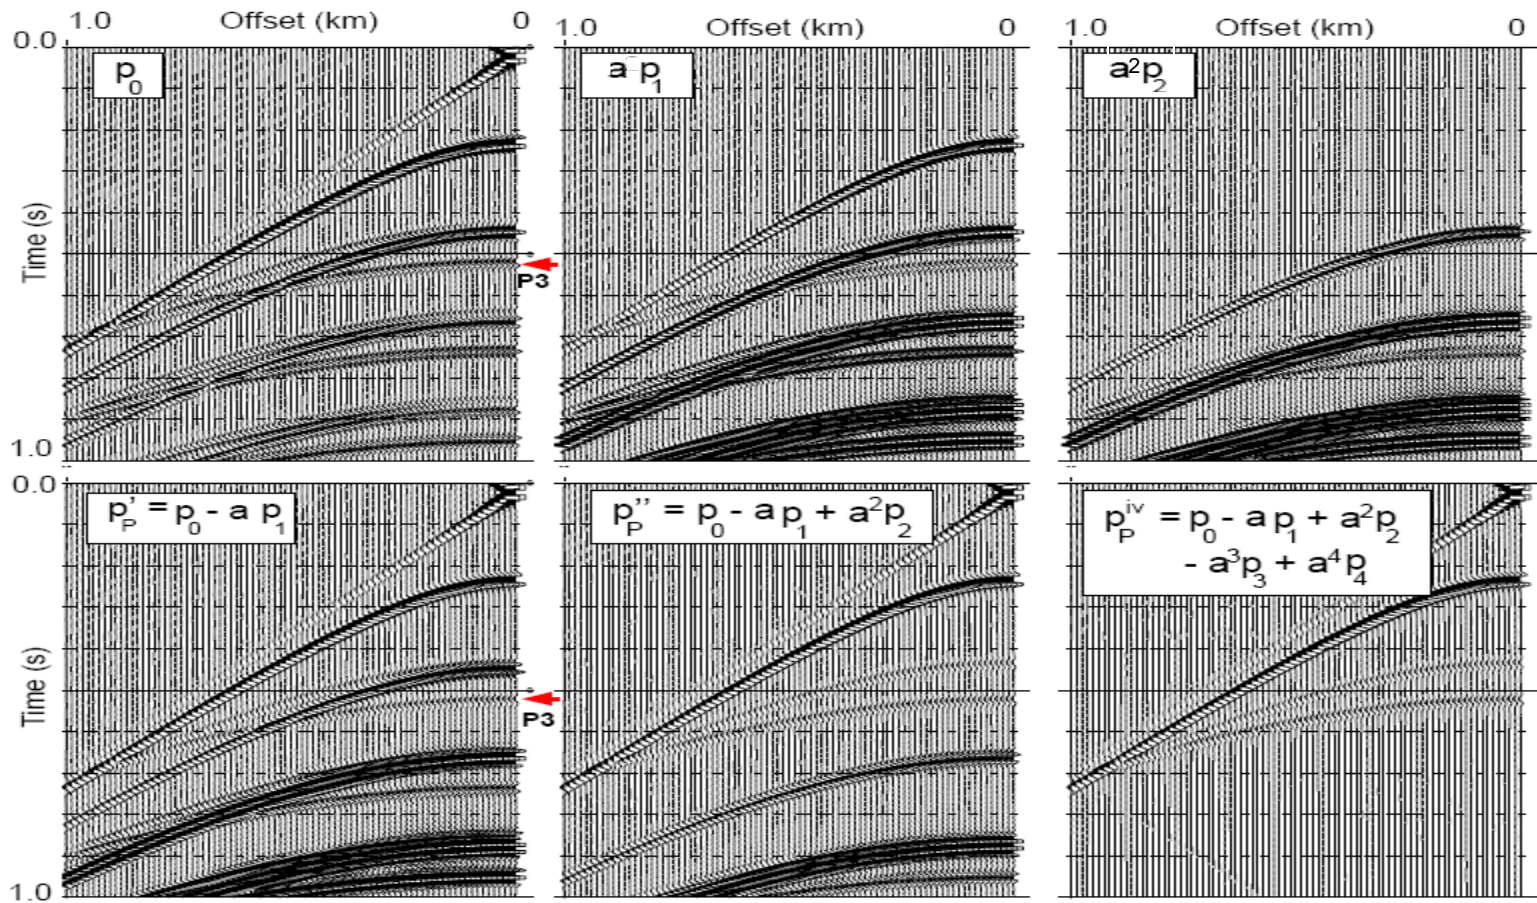 1.0 Offset (km) 0
1.0 Offset (km) 0
1.0 Offset (km) 0
0.0
p₀
a p₁
a²p₂
Time (s)
P3
1.0
0.0
p'ₚ = p₀ - a p₁
p''ₚ = p₀ - a p₁ + a²p₂
pⁱᵛₚ = p₀ - a p₁ + a²p₂
- a³p₃ + a⁴p₄
Time (s)
P3
1.0